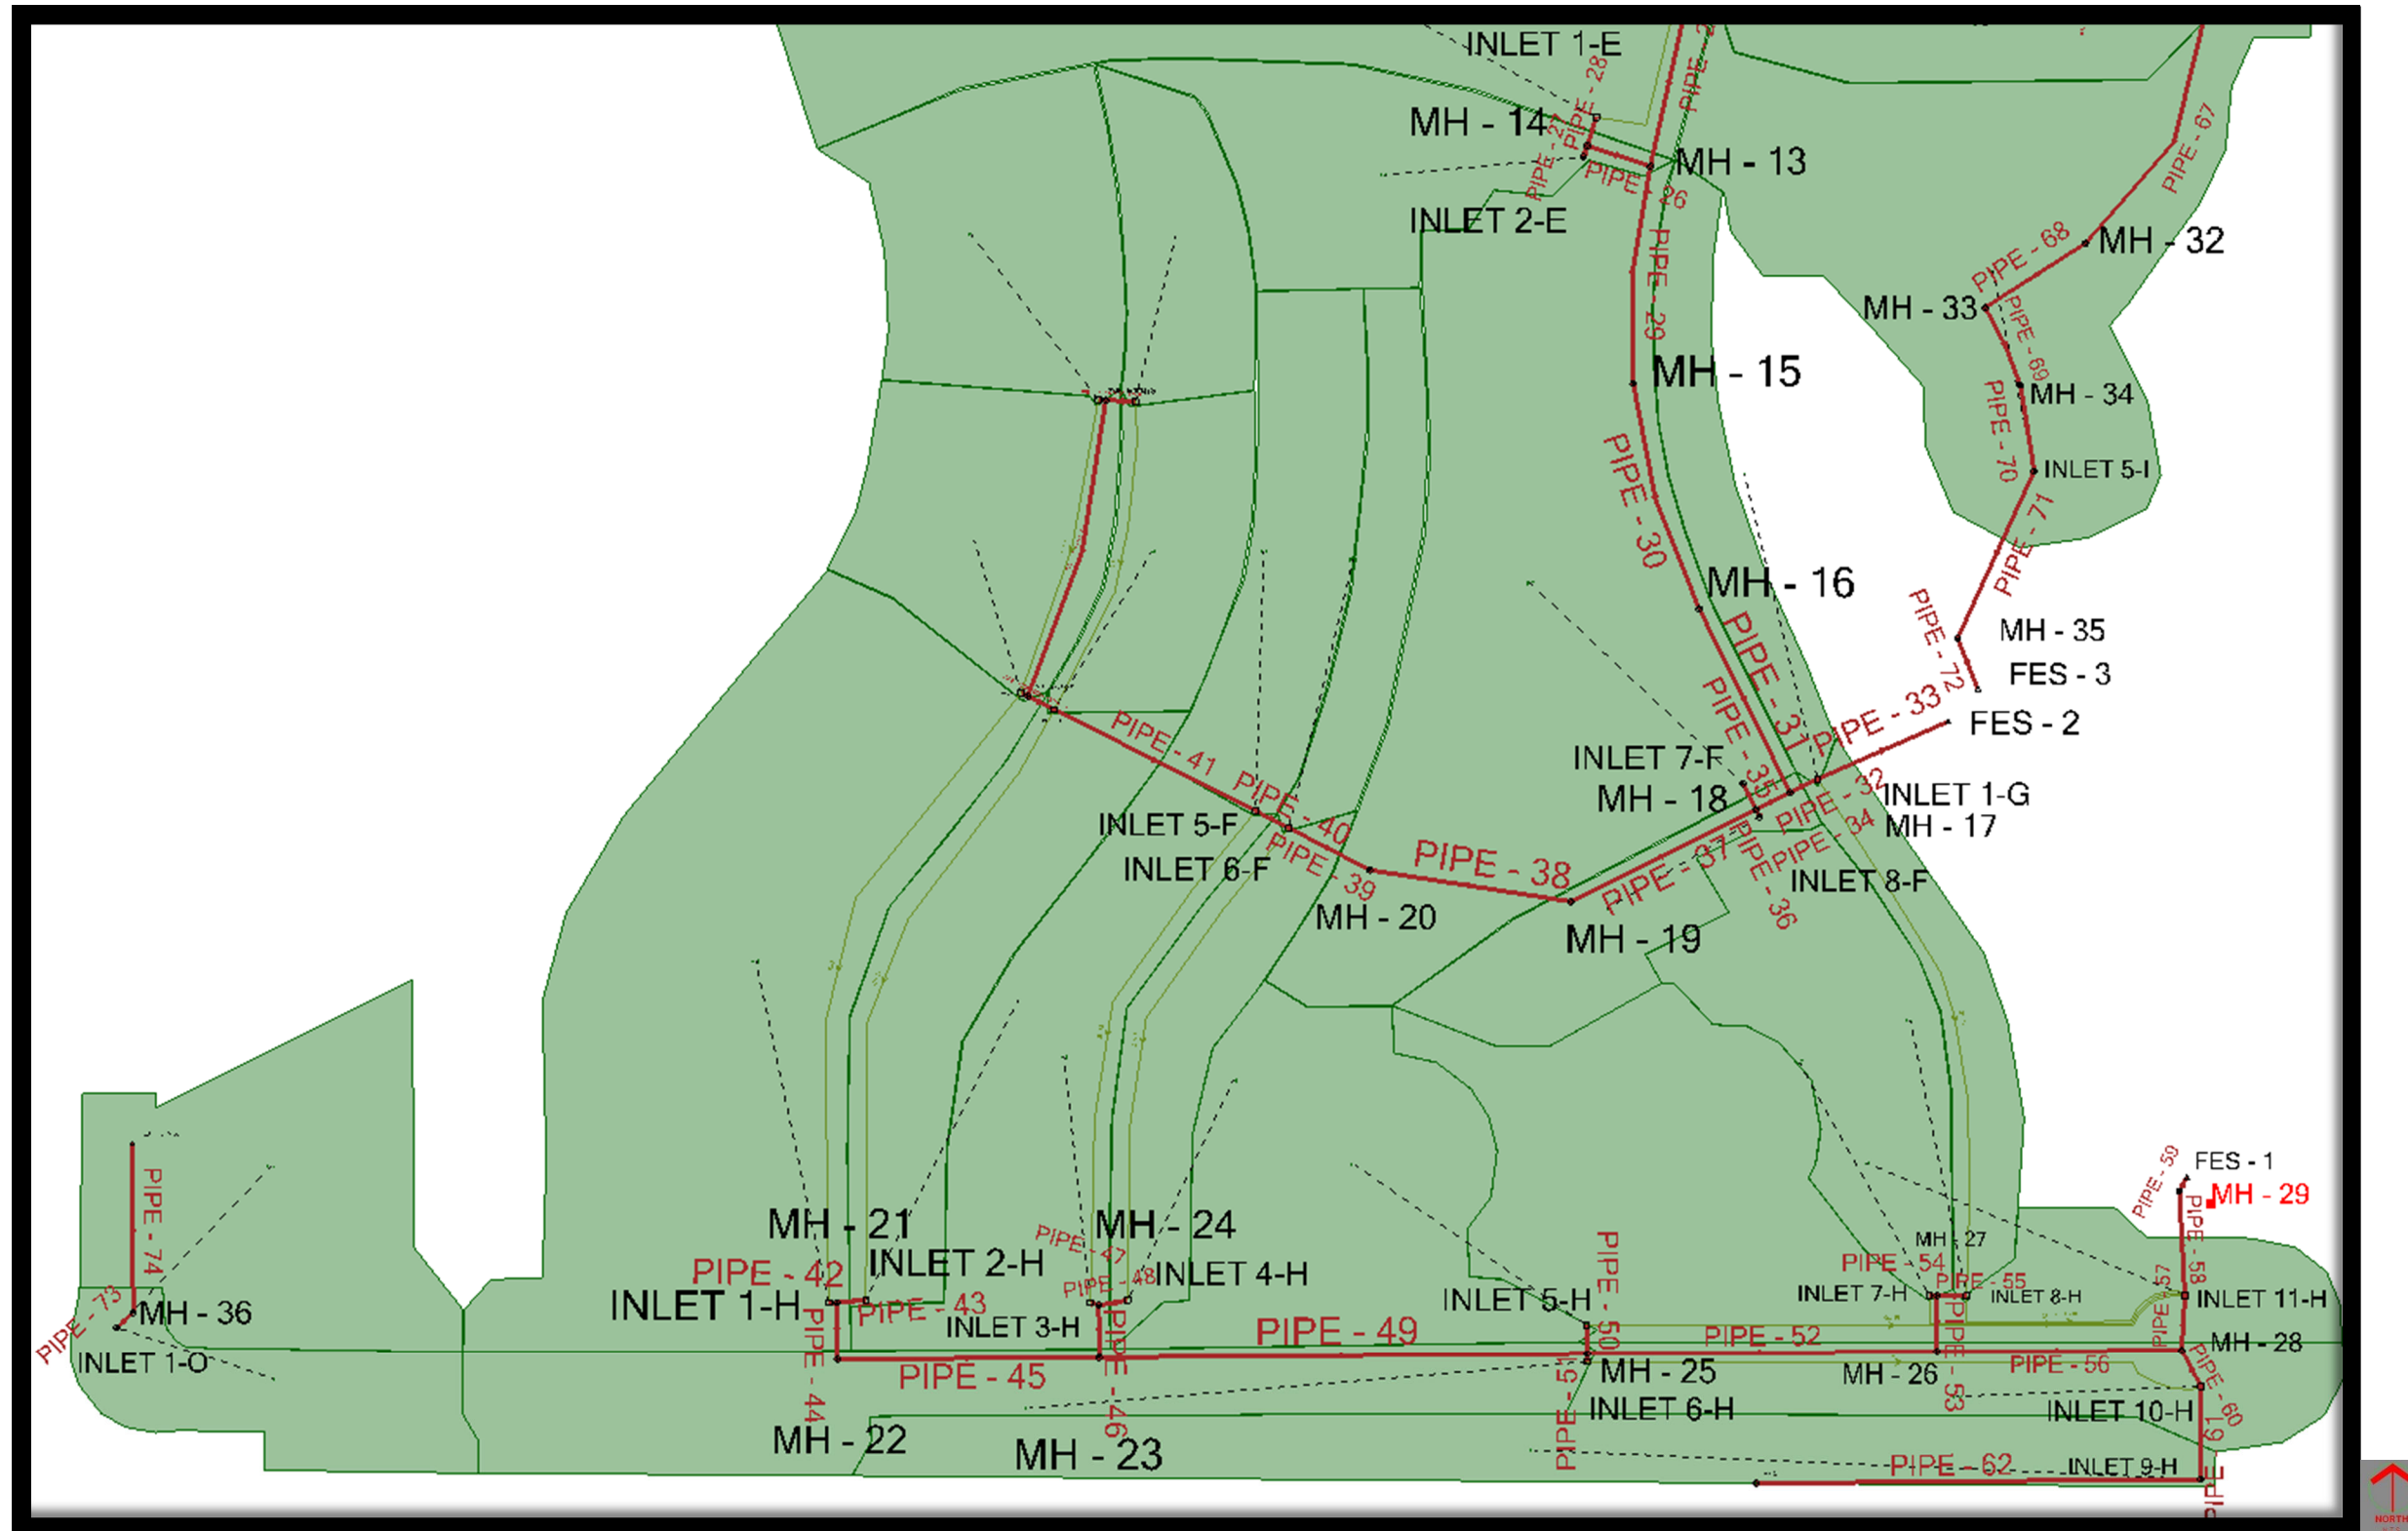 INLET 1-E
PIPE - 28
MH - 14
MH - 13
PIPE - 26
INLET 2-E
PIPE - 67
PIPE - 68
MH - 32
PIPE - 29
MH - 33
PIPE - 69
MH - 15
MH - 34
PIPE - 70
INLET 5-I
PIPE - 30
PIPE - 71
MH - 16
PIPE - 72
MH - 35
FES - 3
PIPE - 31
PIPE - 33
FES - 2
PIPE - 35
PIPE - 41
INLET 7-F
MH - 18
PIPE - 32
INLET 1-G
MH - 17
PIPE - 40
INLET 5-F
PIPE - 34
PIPE - 38
PIPE - 37
INLET 6-F
PIPE - 39
INLET 8-F
PIPE - 36
MH - 20
MH - 19
PIPE - 59
FES - 1
MH - 29
PIPE - 74
MH - 21
PIPE - 47
MH - 24
MH - 27
PIPE - 58
INLET 2-H
PIPE - 42
PIPE - 48
INLET 4-H
PIPE - 50
PIPE - 54
PIPE - 55
PIPE - 57
INLET 1-H
PIPE - 43
INLET 5-H
INLET 7-H
INLET 8-H
INLET 11-H
PIPE - 73
MH - 36
INLET 3-H
PIPE - 49
PIPE - 52
MH - 28
INLET 1-O
PIPE - 44
PIPE - 45
PIPE - 46
PIPE - 51
MH - 25
MH - 26
PIPE - 53
PIPE - 56
PIPE - 60
INLET 6-H
INLET 10-H
MH - 22
MH - 23
PIPE - 62
INLET 9-H
NORTH